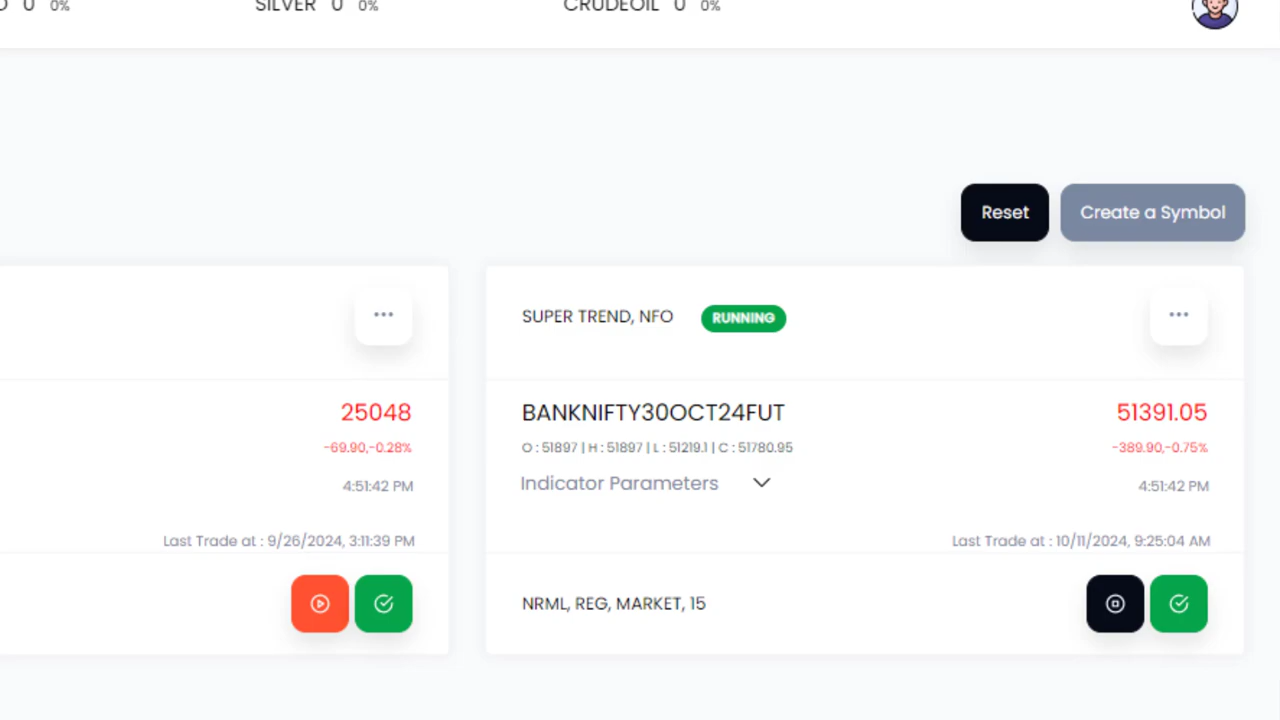 0 0% SILVER 0 0% CRUDEOIL 0 0%
Reset Create a Symbol
25048
-69.90,-0.28%
4:51:42 PM
Last Trade at : 9/26/2024, 3:11:39 PM
SUPER TREND, NFO RUNNING
BANKNIFTY30OCT24FUT 51391.05
O : 51897 | H : 51897 | L : 51219.1 | C : 51780.95 -389.90,-0.75%
Indicator Parameters
4:51:42 PM
Last Trade at : 10/11/2024, 9:25:04 AM
NRML, REG, MARKET, 15